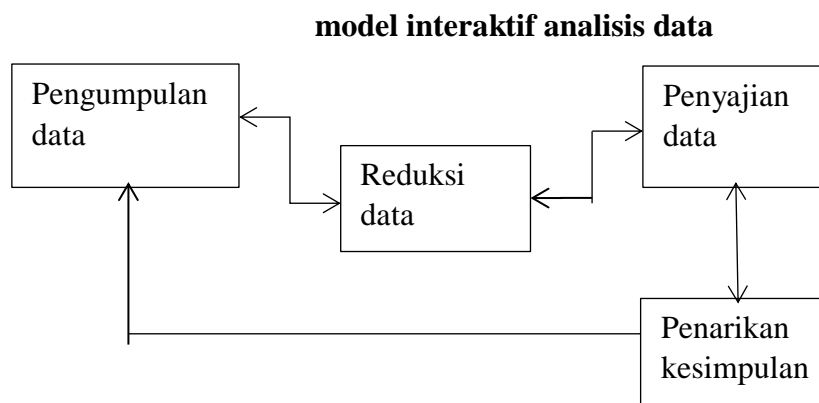 model interaktif analisis data
Pengumpulan
data
Reduksi
data
Penyajian
data
Penarikan
kesimpulan